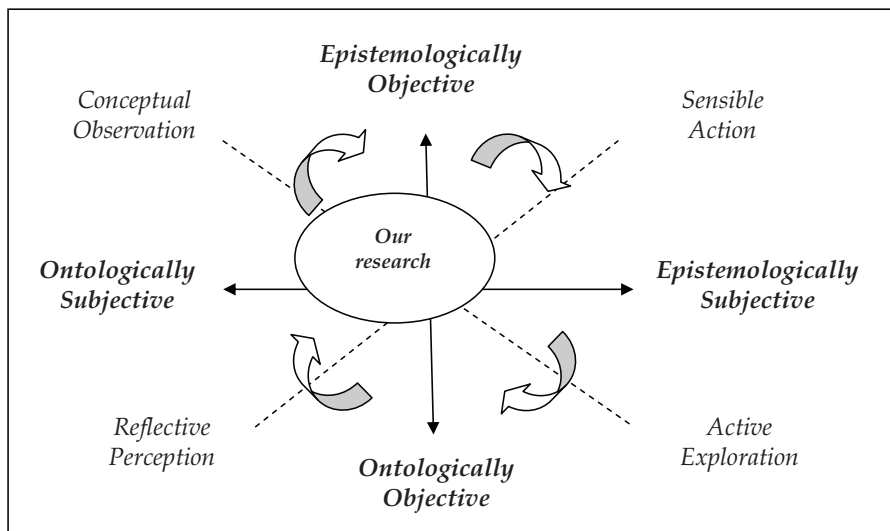 Epistemologically
Objective
Conceptual
Observation
Sensible
Action
Our
research
Ontologically
Subjective
Epistemologically
Subjective
Reflective
Perception
Active
Exploration
Ontologically
Objective